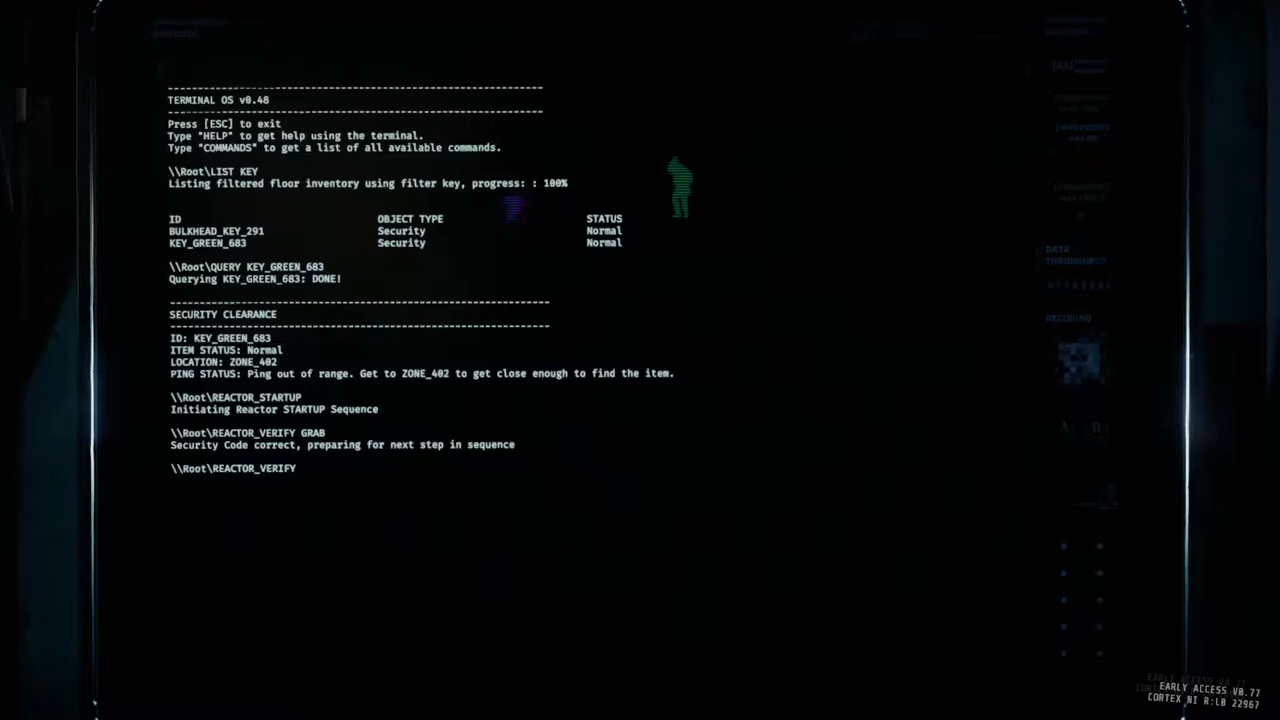 --------------------------------------------------------------
TERMINAL OS v0.48
--------------------------------------------------------------
Press [ESC] to exit
Type "HELP" to get help using the terminal.
Type "COMMANDS" to get a list of all available commands.
\\Root\LIST KEY
Listing filtered floor inventory using filter key, progress: : 100%
ID OBJECT TYPE STATUS
BULKHEAD_KEY_291 Security Normal
KEY_GREEN_683 Security Normal
\\Root\QUERY KEY_GREEN_683
Querying KEY_GREEN_683: DONE!
---------------------------------------------------------------
SECURITY CLEARANCE
---------------------------------------------------------------
ID: KEY_GREEN_683
ITEM STATUS: Normal
LOCATION: ZONE_402
PING STATUS: Ping out of range. Get to ZONE_402 to get close enough to find the item.
\\Root\REACTOR_STARTUP
Initiating Reactor STARTUP Sequence
\\Root\REACTOR_VERIFY GRAB
Security Code correct, preparing for next step in sequence
\\Root\REACTOR_VERIFY
DATA
THROUGHPUT
DECODING
A D
EARLY ACCESS V0.77
CORTEX NI R:L0 22967